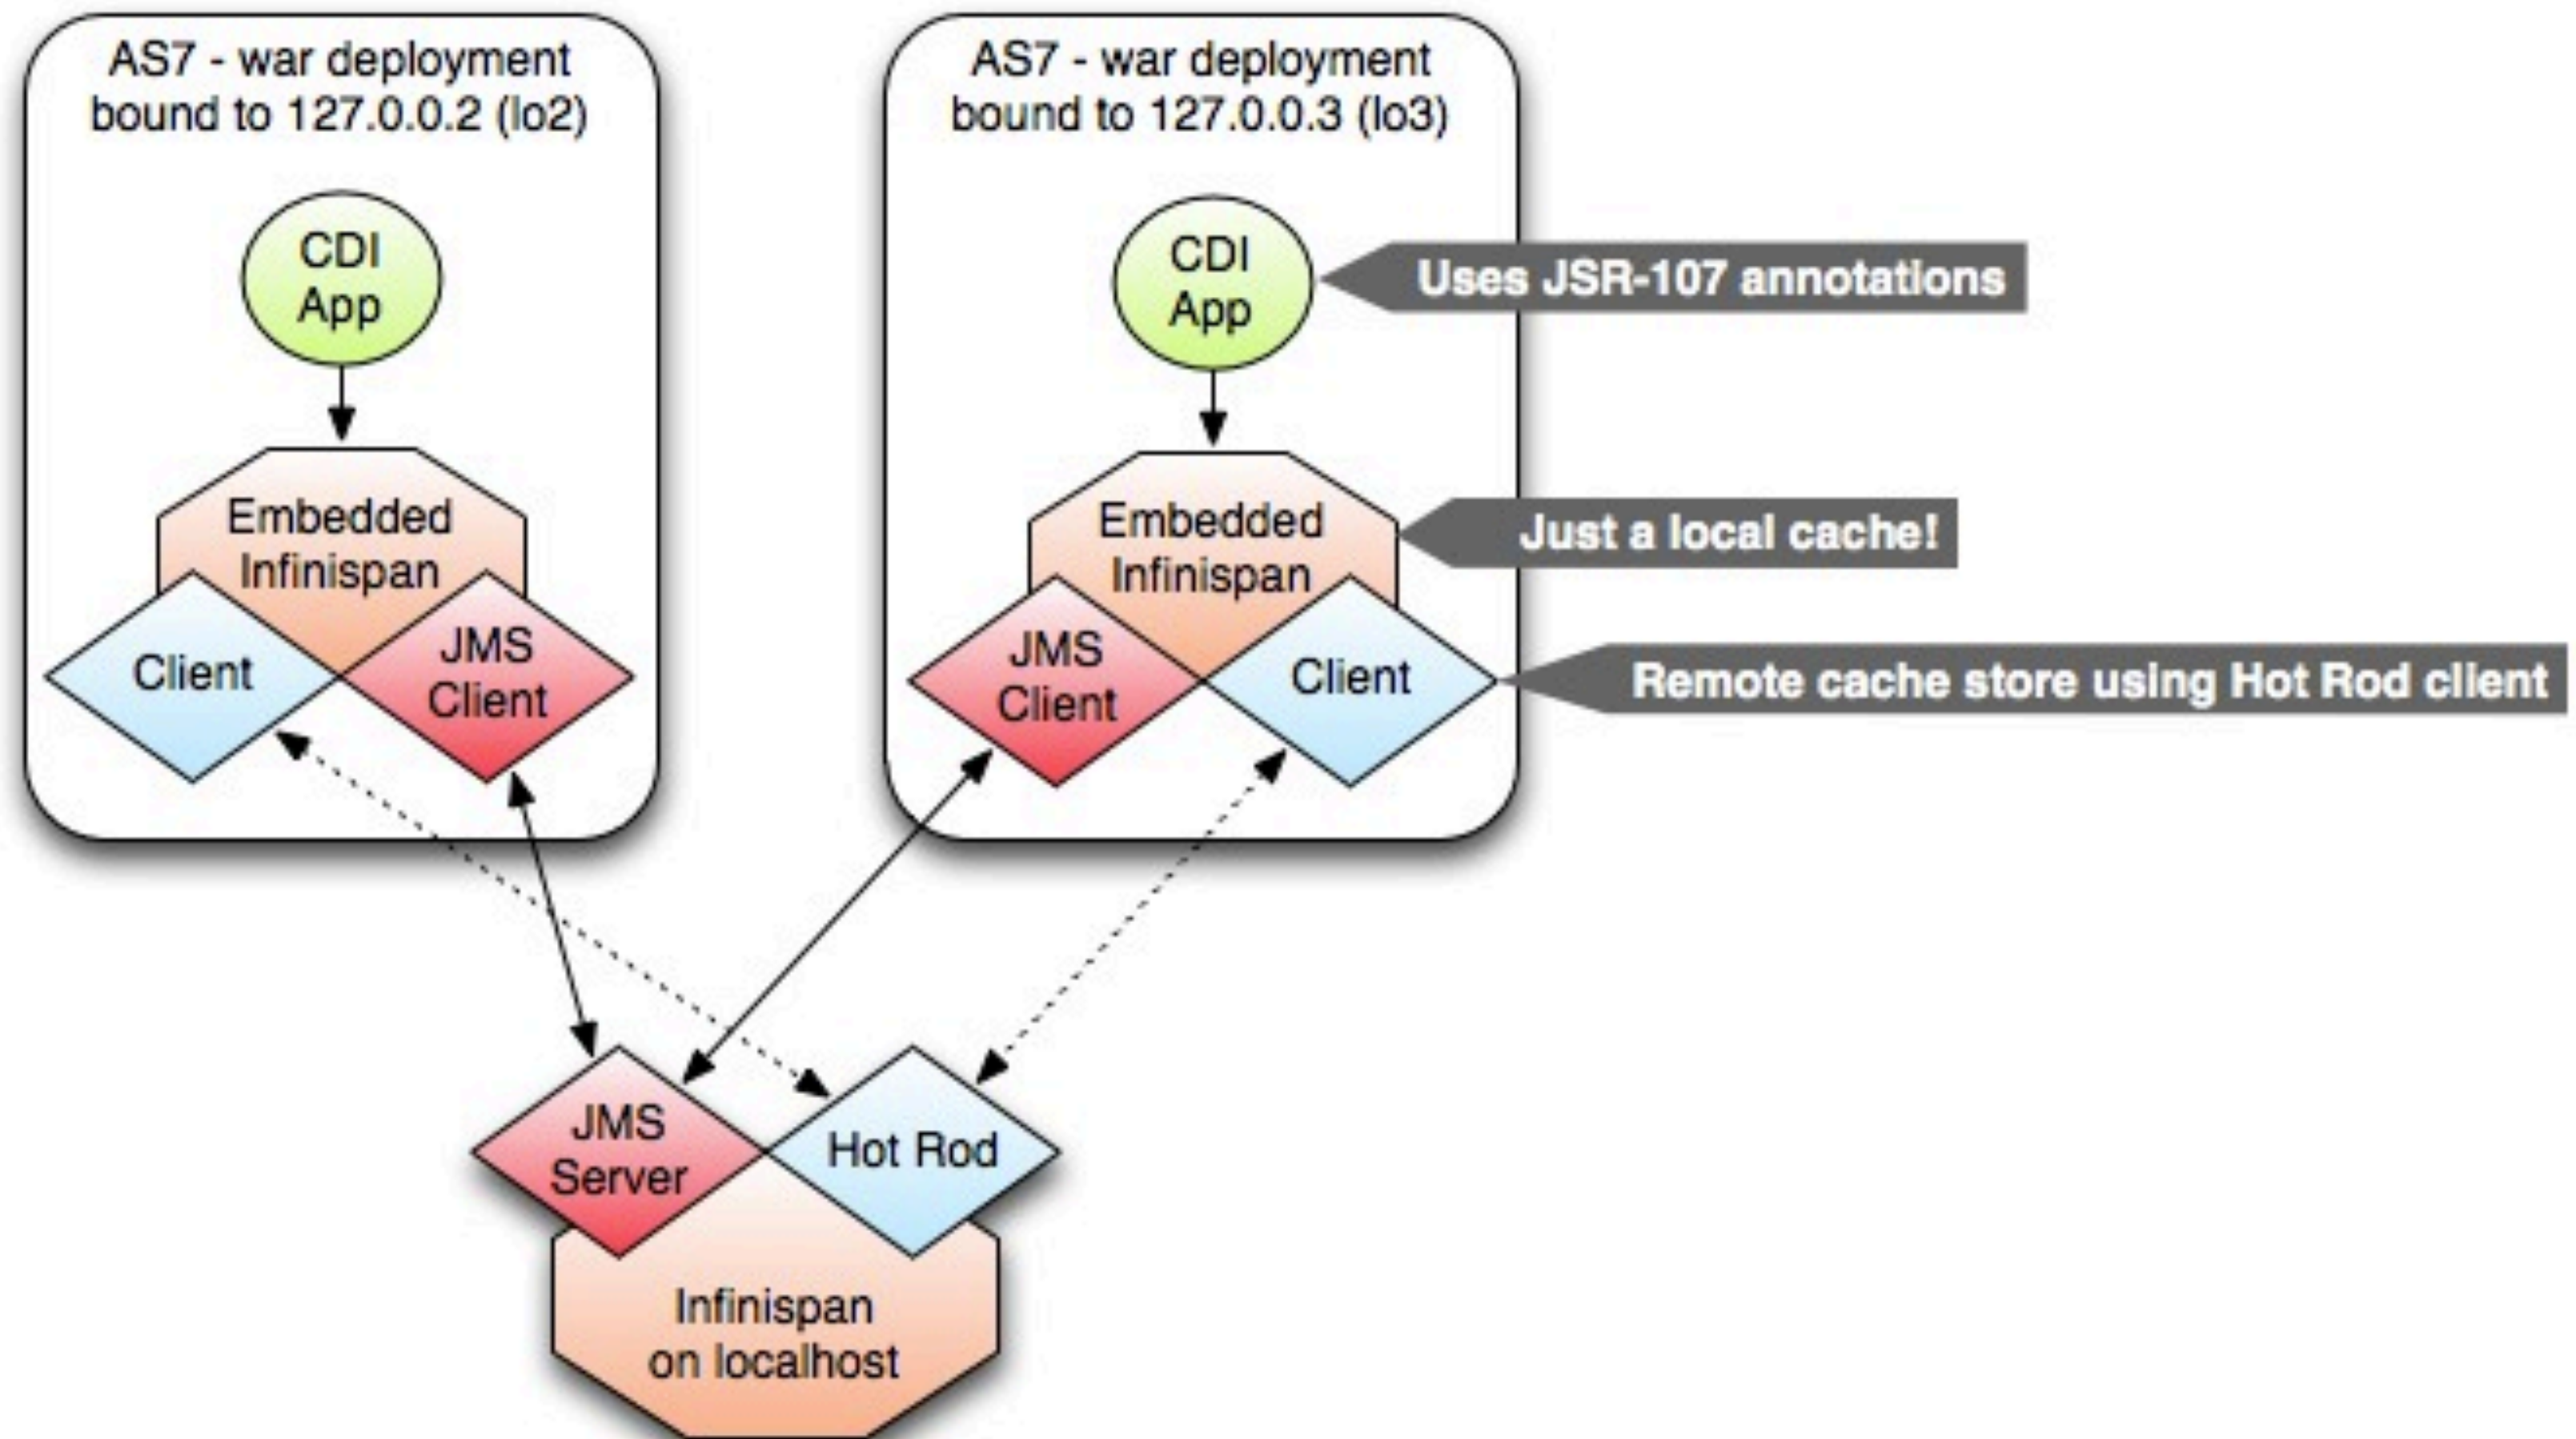 AS7 - war deployment
bound to 127.0.0.2 (lo2)
CDI
App
Embedded
Infinispan
Client
JMS
Client
AS7 - war deployment
bound to 127.0.0.3 (lo3)
CDI
App
Uses JSR-107 annotations
Embedded
Infinispan
Just a local cache!
JMS
Client
Client
Remote cache store using Hot Rod client
JMS
Server
Hot Rod
Infinispan
on localhost